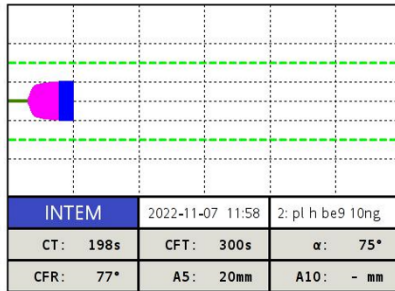 INTEM 2022-11-07 11:58 2: pl h be9 10ng
CT: 198s CFT: 300s α: 75°
CFR: 77° A5: 20mm A10: - mm